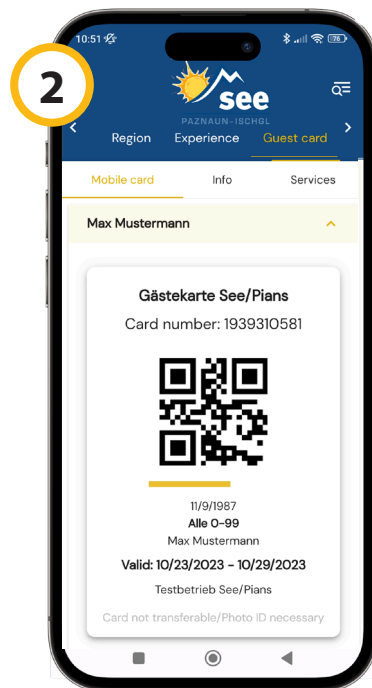 2
10:51
76
see
PAZNAUN-ISCHGL
Region Experience Guest card
Mobile card Info Services
Max Mustermann
Gästekarte See/Pians
Card number: 1939310581
11/9/1987
Alle 0-99
Max Mustermann
Valid: 10/23/2023 - 10/29/2023
Testbetrieb See/Pians
Card not transferable/Photo ID necessary